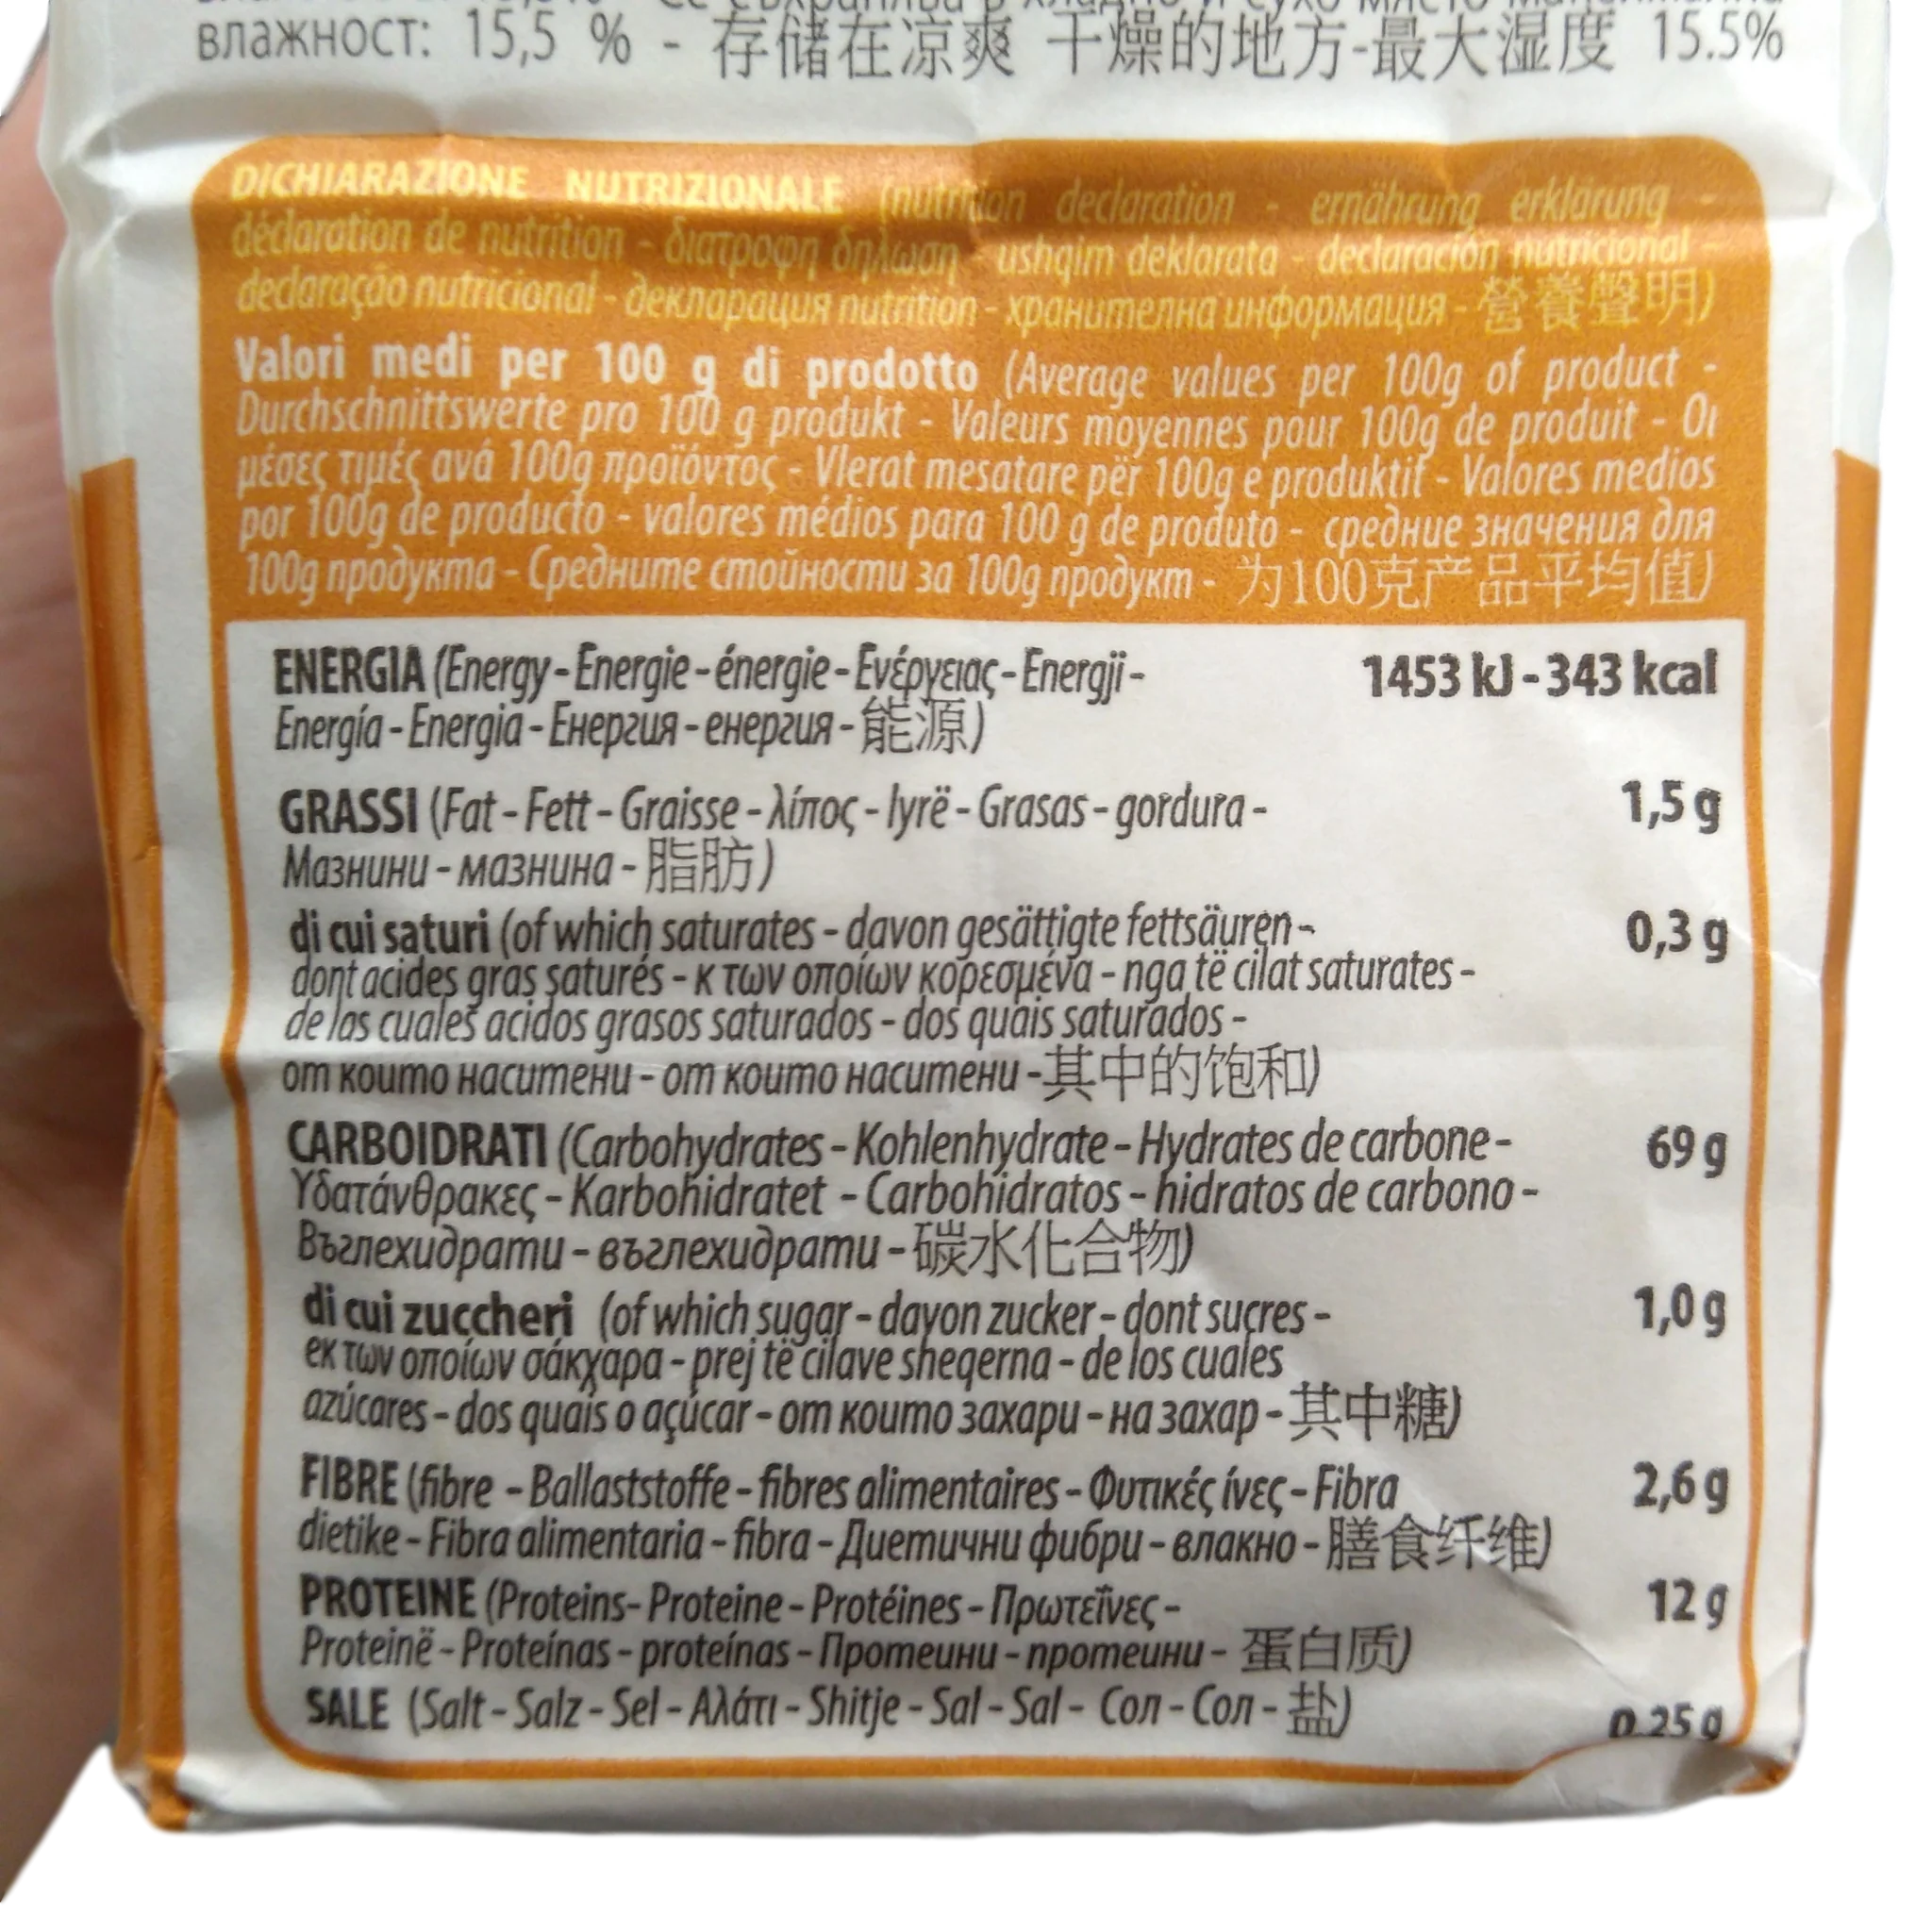 влажност: 15,5 % - 存储在凉爽 干燥的地方-最大湿度 15.5%
DICHIARAZIONE NUTRIZIONALE (nutrition declaration - ernährung erklärung -
déclaration de nutrition - διατροφη δηλωση - ushqim deklarata - declaración nutricional -
declaração nutricional - декларация nutrition - хранителна информация - 營養聲明)
Valori medi per 100 g di prodotto (Average values per 100g of product -
Durchschnittswerte pro 100 g produkt - Valeurs moyennes pour 100g de produit - Οι
μέσες τιμές ανά 100g προϊόντος - Vlerat mesatare për 100g e produktit - Valores medios
por 100g de producto - valores médios para 100 g de produto - средние значения для
100g продукта - Средните стойности за 100g продукт - 为100克产品平均值)
ENERGIA (Energy - Energie - énergie - Ενέργειας - Energji - 1453 kJ - 343 kcal
Energía - Energia - Енергия - енергия - 能源)
GRASSI (Fat - Fett - Graisse - λίπος - lyrë - Grasas - gordura - 1,5 g
Мазнини - мазнина - 脂肪)
di cui saturi (of which saturates - davon gesättigte fettsäuren - 0,3 g
dont acides gras saturés - κ των οποίων κορεσμένα - nga të cilat saturates -
de las cuales acidos grasos saturados - dos quais saturados -
от които наситени - от които наситени -其中的饱和)
CARBOIDRATI (Carbohydrates - Kohlenhydrate - Hydrates de carbone - 69 g
Υδατάνθρακες - Karbohidratet - Carbohidratos - hidratos de carbono -
Въглехидрати - въглехидрати - 碳水化合物)
di cui zuccheri (of which sugar - davon zucker - dont sucres - 1,0 g
εκ των οποίων σάκχαρα - prej të cilave sheqerna - de los cuales
azúcares - dos quais o açúcar - от които захари - на захар - 其中糖)
FIBRE (fibre - Ballaststoffe - fibres alimentaires - Φυτικές ίνες - Fibra 2,6 g
dietike - Fibra alimentaria - fibra - Диетични фибри - влакно - 膳食纤维)
PROTEINE (Proteins- Proteine - Protéines - Πρωτεΐνες - 12 g
Proteinë - Proteínas - proteínas - Протеини - протеини - 蛋白质)
SALE (Salt - Salz - Sel - Αλάτι - Shitje - Sal - Sal - Сол - Сол - 盐) 0.25 g